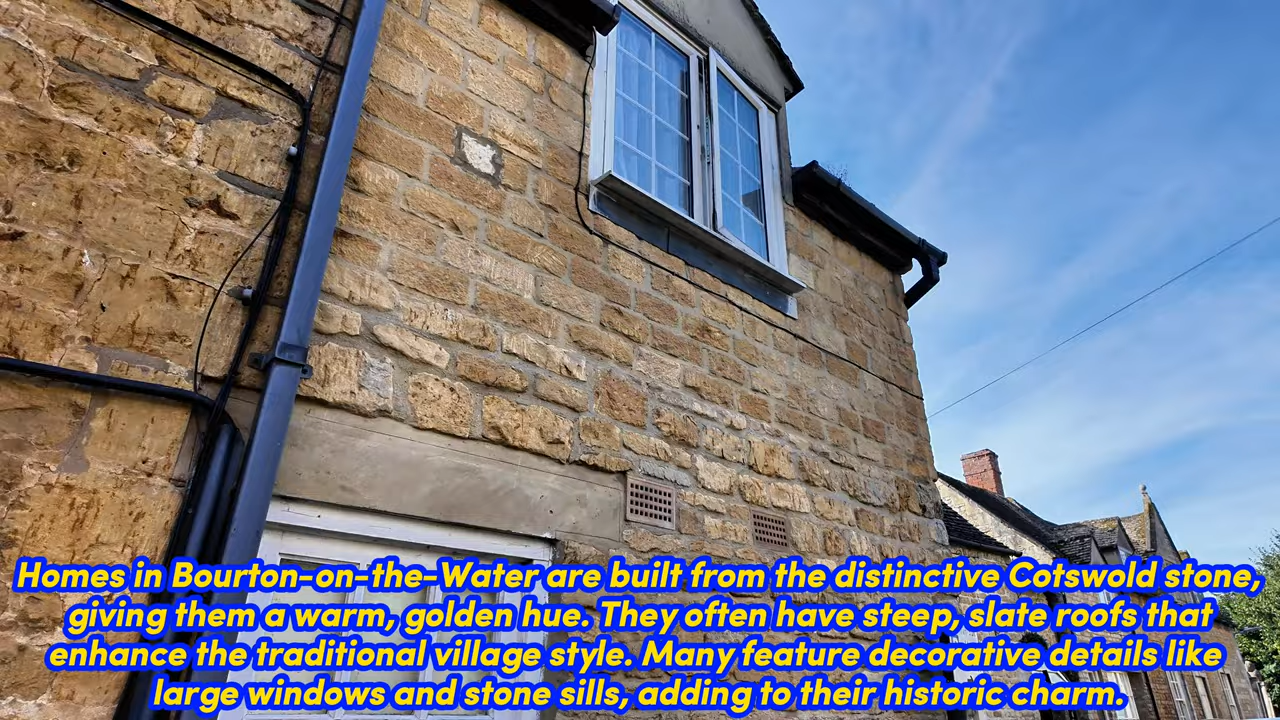 Homes in Bourton-on-the-Water are built from the distinctive Cotswold stone,
giving them a warm, golden hue. They often have steep, slate roofs that
enhance the traditional village style. Many feature decorative details like
large windows and stone sills, adding to their historic charm.